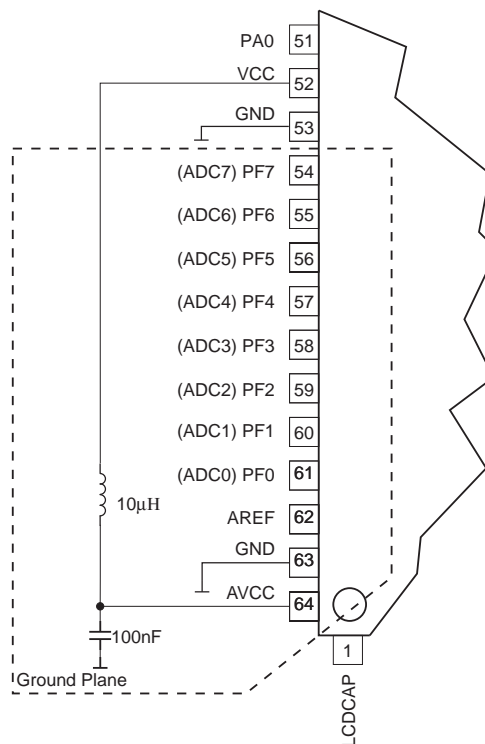 PA0 51
VCC 52
GND 53
(ADC7) PF7 54
(ADC6) PF6 55
(ADC5) PF5 56
(ADC4) PF4 57
(ADC3) PF3 58
(ADC2) PF2 59
(ADC1) PF1 60
(ADC0) PF0 61
10μH
AREF 62
GND 63
AVCC 64
100nF
1
Ground Plane
LCDCAP